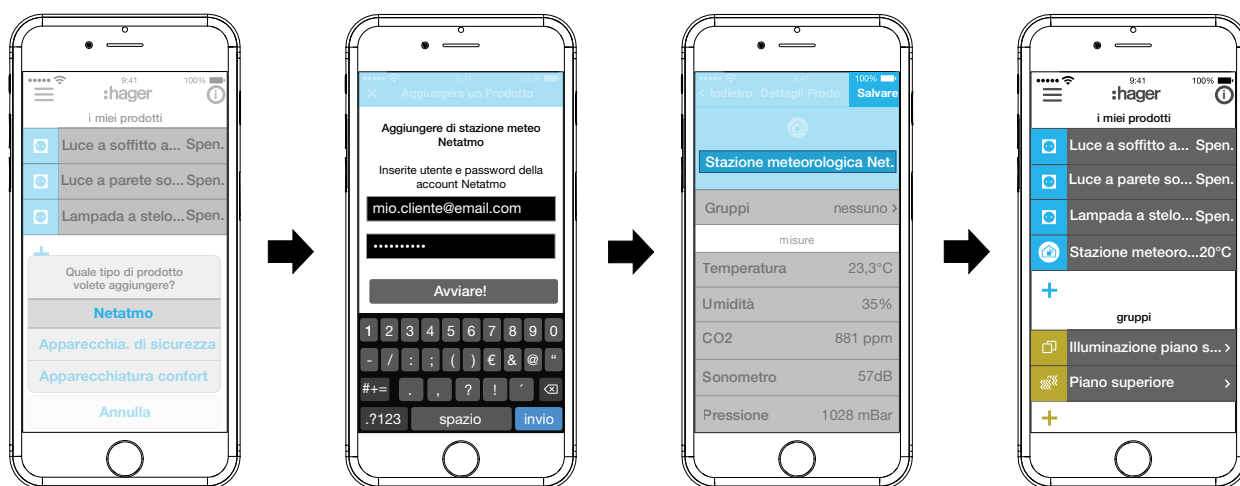 9:41
100%
:hager
i miei prodotti
Luce a soffitto a... Spen.
Luce a parete so... Spen.
Lampada a stelo... Spen.
+
Quale tipo di prodotto
volete aggiungere?
Netatmo
Apparecchia. di sicurezza
Apparecchiatura confort
Annulla
9:41
100%
Aggiungere un Prodotto
Aggiungere di stazione meteo
Netatmo
Inserite utente e password della
account Netatmo
mio.cliente@email.com
••••••••••
Avviare!
1 2 3 4 5 6 7 8 9 0
- / : ; ( ) € & @ “
#+= . , ? ! ´
.?123 spazio invio
9:41
100%
< Indietro Dettagli Prodo. Salvare
Stazione meteorologica Net.
Gruppi nessuno >
misure
Temperatura 23,3°C
Umidità 35%
CO2 881 ppm
Sonometro 57dB
Pressione 1028 mBar
9:41
100%
:hager
i miei prodotti
Luce a soffitto a... Spen.
Luce a parete so... Spen.
Lampada a stelo... Spen.
Stazione meteoro...20°C
+
gruppi
Illuminazione piano s... >
Piano superiore >
+